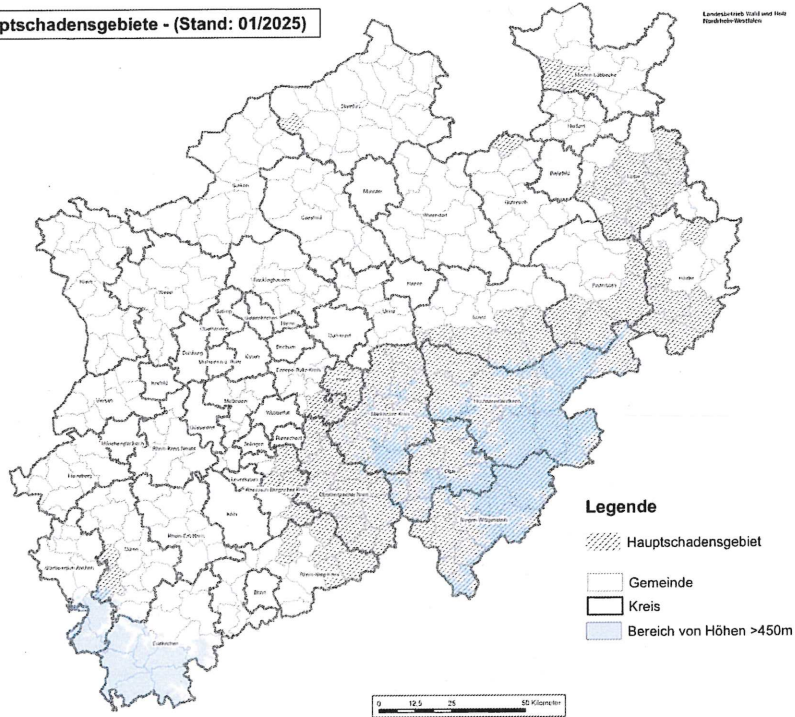 ptschadensgebiete - (Stand: 01/2025)
Landesbetrieb Wald und Holz
Nordrhein-Westfalen
Minden-Lübbecke
Steinfurt
Herford
Borken
Münster
Bielefeld
Lippe
Coesfeld
Warendorf
Gütersloh
Kleve
Wesel
Recklinghausen
Hamm
Soest
Paderborn
Höxter
Unna
Bottrop
Gelsenkirchen
Oberhausen
Herne
Dortmund
Duisburg
Essen
Bochum
Mülheim a.d. Ruhr
Ennepe-Ruhr-Kreis
Hagen
Märkischer Kreis
Hochsauerlandkreis
Krefeld
Viersen
Mettmann
Wuppertal
Düsseldorf
Remscheid
Solingen
Mönchengladbach
Rhein-Kreis Neuss
Olpe
Heinsberg
Leverkusen
Rheinisch-Bergischer Kreis
Oberbergischer Kreis
Köln
Siegen-Wittgenstein
Düren
Rhein-Erft-Kreis
Rhein-Sieg-Kreis
Bonn
Euskirchen
Legende
Hauptschadensgebiet
Gemeinde
Kreis
Bereich von Höhen >450m
0 12,5 25 50 Kilometer